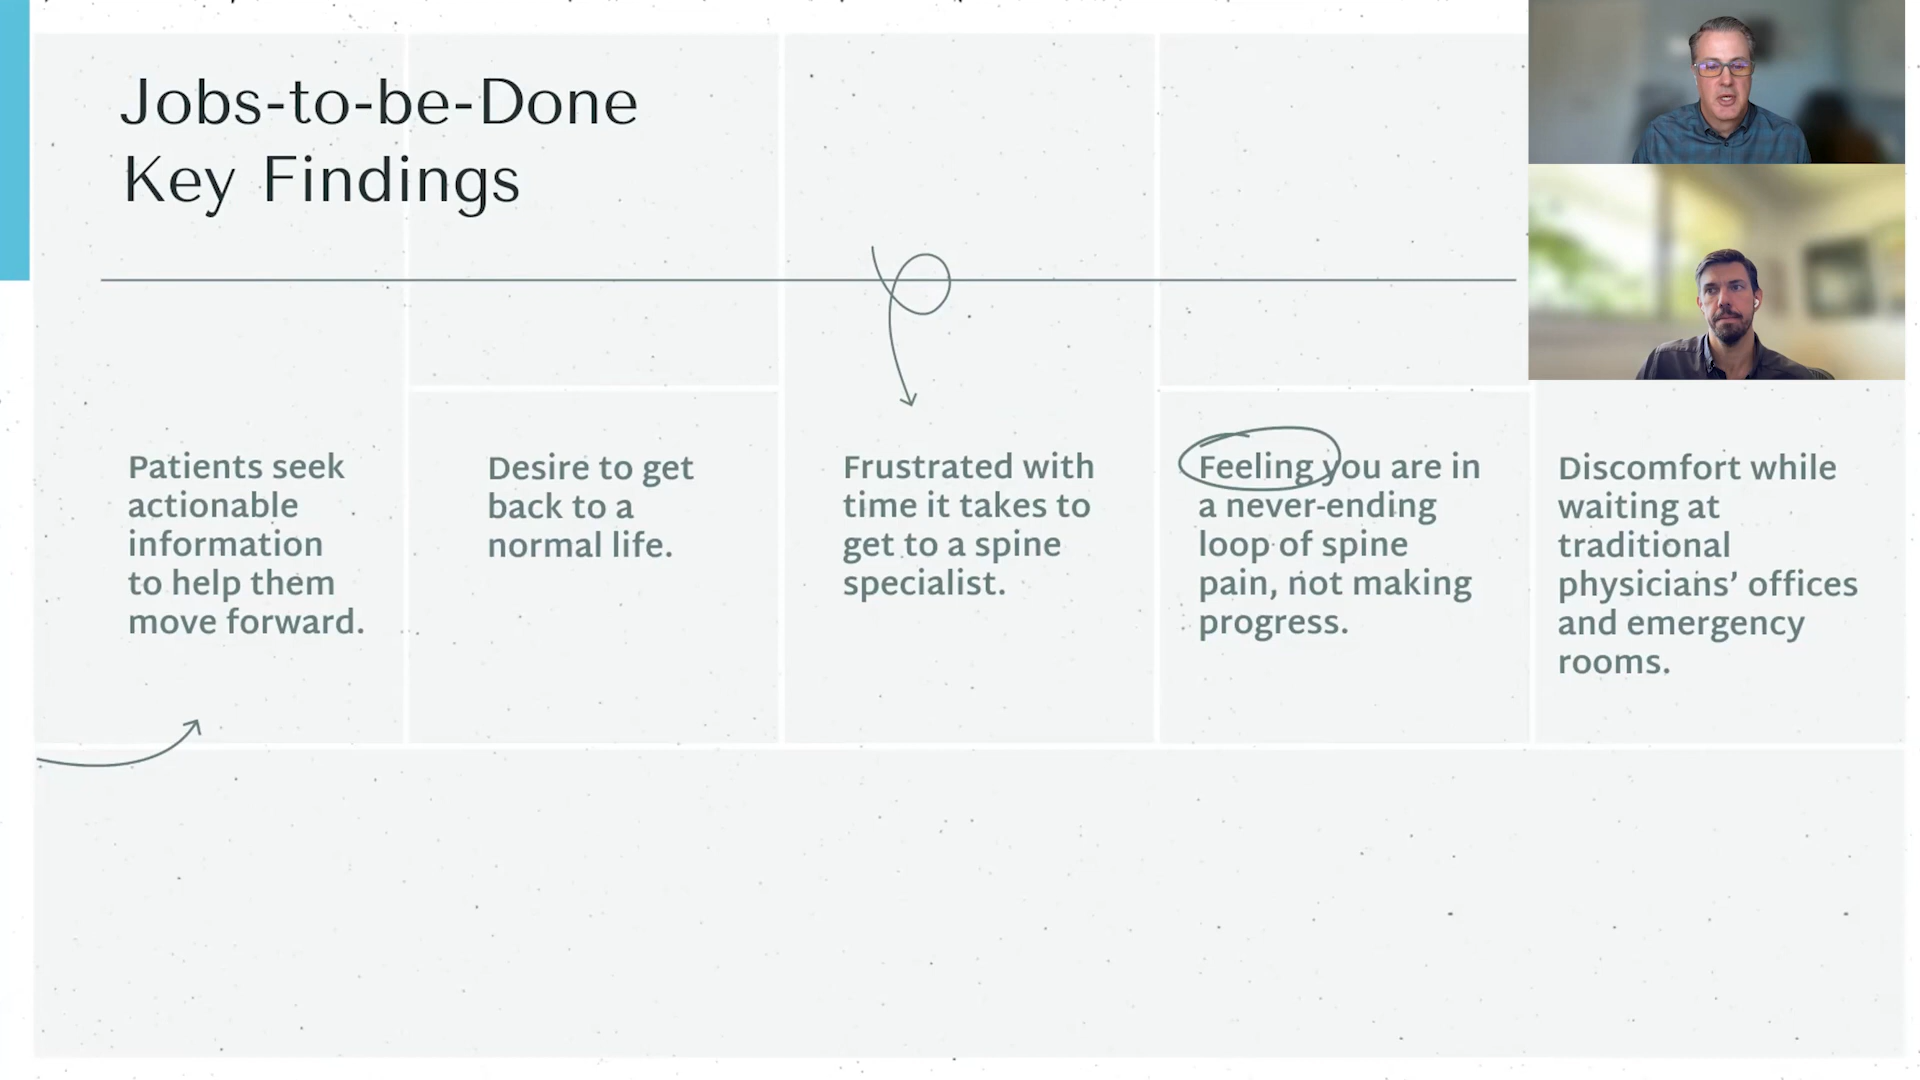 Jobs-to-be-Done
Key Findings
Patients seek
actionable
information
to help them
move forward.
Desire to get
back to a
normal life.
Frustrated with
time it takes to
get to a spine
specialist.
Feeling you are in
a never-ending
loop of spine
pain, not making
progress.
Discomfort while
waiting at
traditional
physicians’ offices
and emergency
rooms.